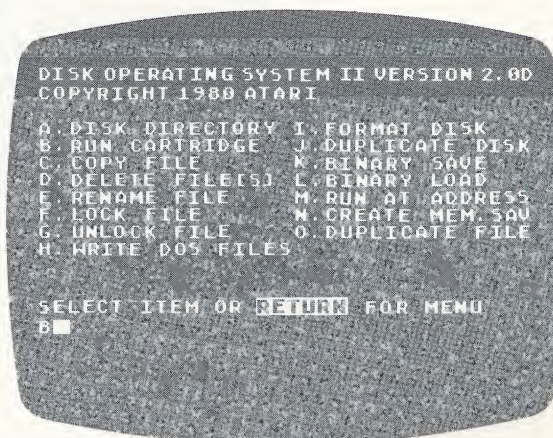 DISK OPERATING SYSTEM II VERSION 2.0D
COPYRIGHT 1980 ATARI
A. DISK DIRECTORY I. FORMAT DISK
B. RUN CARTRIDGE J. DUPLICATE DISK
C. COPY FILE K. BINARY SAVE
D. DELETE FILE[S] L. BINARY LOAD
E. RENAME FILE M. RUN AT ADDRESS
F. LOCK FILE N. CREATE MEM.SAV
G. UNLOCK FILE O. DUPLICATE FILE
H. WRITE DOS FILES
SELECT ITEM OR RETURN FOR MENU
B